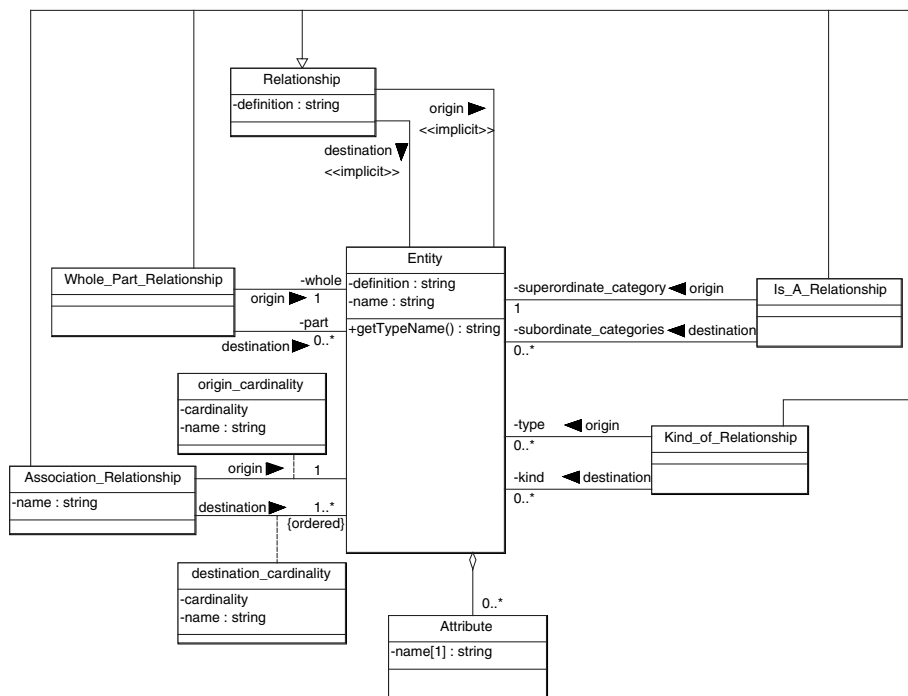 Relationship
-definition : string
origin
<<implicit>>
destination
<<implicit>>
Entity
-definition : string
-name : string
+getTypeName() : string
Whole_Part_Relationship
-whole
origin
1
-part
destination
0..*
-superordinate_category
origin
1
-subordinate_categories
destination
0..*
Is_A_Relationship
origin_cardinality
-cardinality
-name : string
-type
origin
0..*
-kind
destination
0..*
Kind_of_Relationship
Association_Relationship
-name : string
origin
1
destination
1..*
{ordered}
destination_cardinality
-cardinality
-name : string
0..*
Attribute
-name[1] : string